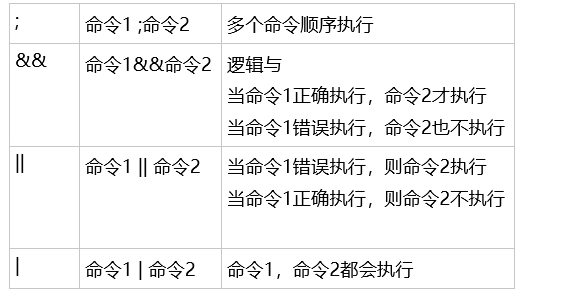 ; 命令1 ;命令2 多个命令顺序执行
&& 命令1&&命令2 逻辑与
当命令1正确执行，命令2才执行
当命令1错误执行，命令2也不执行
|| 命令1 || 命令2 当命令1错误执行，则命令2执行
当命令1正确执行，则命令2不执行
| 命令1 | 命令2 命令1，命令2都会执行